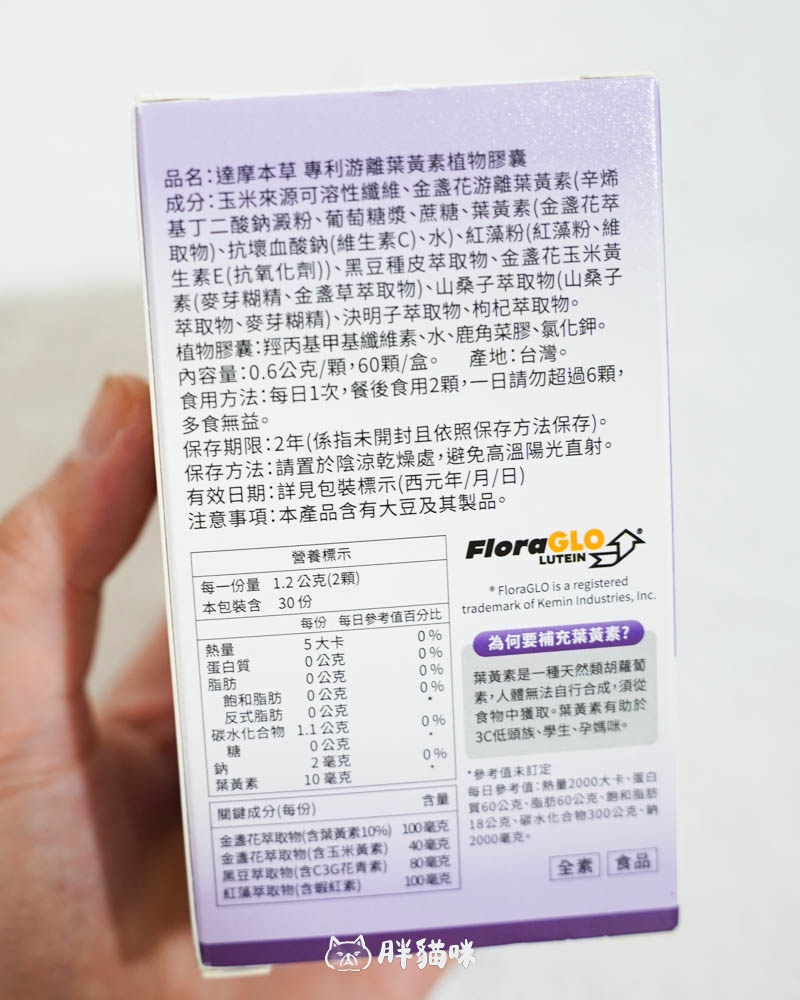 品名：達摩本草 專利游離葉黃素植物膠囊
成分：玉米來源可溶性纖維、金盞花游離葉黃素(辛烯
基丁二酸鈉澱粉、葡萄糖漿、蔗糖、葉黃素(金盞花萃
取物)、抗壞血酸鈉(維生素C)、水)、紅藻粉(紅藻粉、維
生素E(抗氧化劑))、黑豆種皮萃取物、金盞花玉米黃
素(麥芽糊精、金盞草萃取物)、山桑子萃取物(山桑子
萃取物、麥芽糊精)、決明子萃取物、枸杞萃取物。
植物膠囊：羥丙基甲基纖維素、水、鹿角菜膠、氯化鉀。
內容量：0.6公克/顆，60顆/盒。 產地：台灣。
食用方法：每日1次，餐後食用2顆，一日請勿超過6顆，
多食無益。
保存期限：2年(係指未開封且依照保存方法保存)。
保存方法：請置於陰涼乾燥處，避免高溫陽光直射。
有效日期：詳見包裝標示(西元年/月/日)
注意事項：本產品含有大豆及其製品。
營養標示
每一份量 1.2公克(2顆)
本包裝含 30份
每份 每日參考值百分比
熱量 5大卡 0%
蛋白質 0公克 0%
脂肪 0公克 0%
飽和脂肪 0公克 0%
反式脂肪 0公克 *
碳水化合物 1.1公克 0%
糖 0公克 *
鈉 2毫克 0%
葉黃素 10毫克 *
關鍵成分(每份) 含量
金盞花萃取物(含葉黃素10%) 100毫克
金盞花萃取物(含玉米黃素) 40毫克
黑豆萃取物(含C3G花青素) 80毫克
紅藻萃取物(含蝦紅素) 100毫克
FloraGLO®
LUTEIN
® FloraGLO is a registered
trademark of Kemin Industries, Inc.
為何要補充葉黃素?
葉黃素是一種天然類胡蘿蔔
素，人體無法自行合成，須從
食物中獲取。葉黃素有助於
3C低頭族、學生、孕媽咪。
*參考值未訂定
每日參考值：熱量2000大卡、蛋白
質60公克、脂肪60公克、飽和脂肪
18公克、碳水化合物300公克、鈉
2000毫克。
全素 食品
胖貓咪